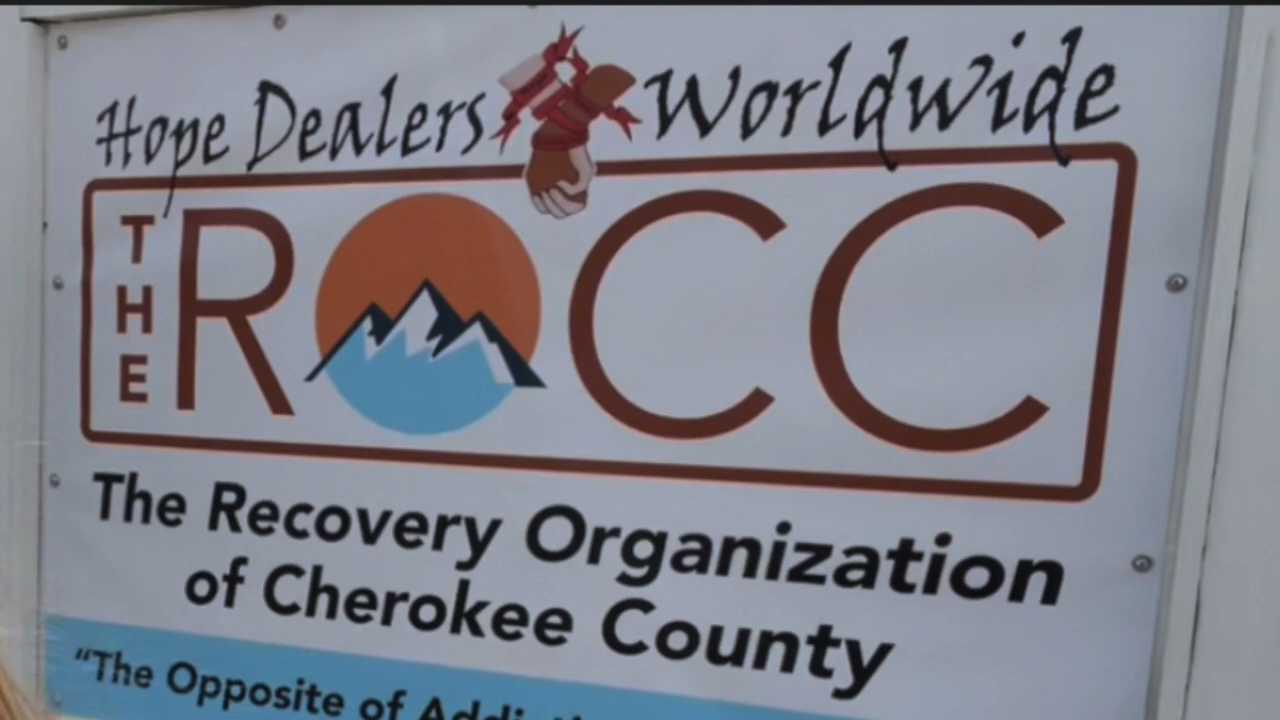 Hope Dealers Worldwide
THE ROCC
The Recovery Organization
of Cherokee County
"The Opposite of